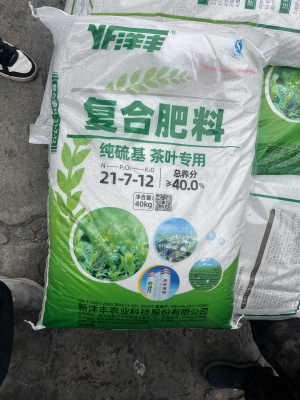 洋丰®
复合肥料
纯硫基 茶叶专用
N——P₂O₅——K₂O
21-7-12
总养分
≥40.0%
净含量:
40kg
新洋丰农业科技股份有限公司